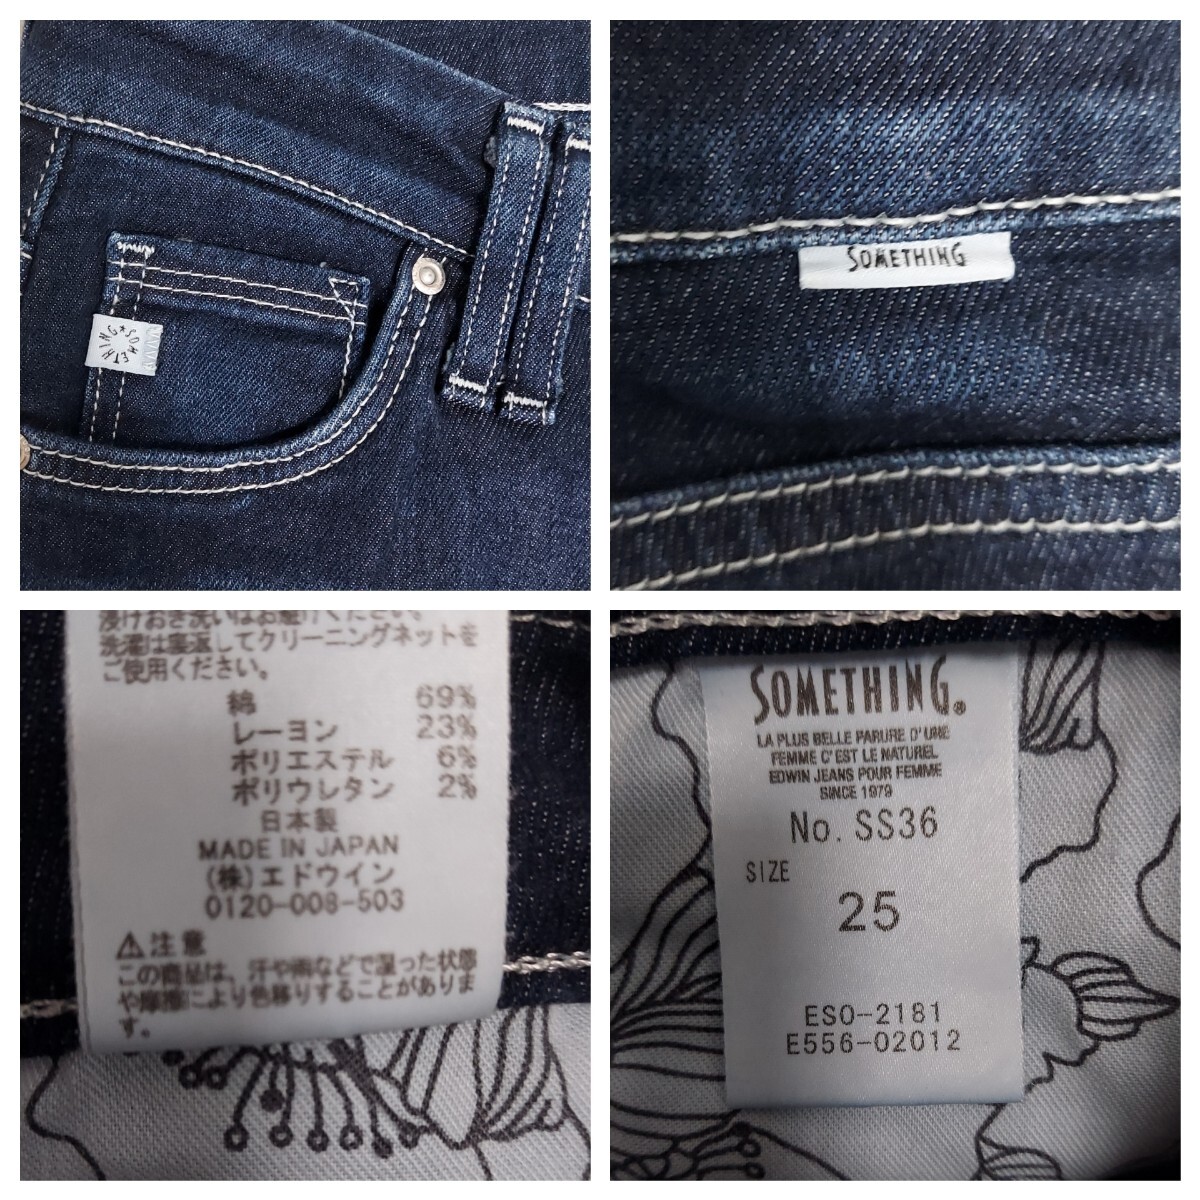 SOMETHING
SOMETHING
浸けおき洗いはお避けください。
洗濯は裏返してクリーニングネットを
ご使用ください。
綿 69%
レーヨン 23%
ポリエステル 6%
ポリウレタン 2%
日本製
MADE IN JAPAN
(株)エドウイン
0120-008-503
⚠注意
この商品は、汗や雨などで湿った状態
や摩擦により色移りすることがありま
す。
SOMETHING®
LA PLUS BELLE PARURE D'UNE
FEMME C'EST LE NATUREL
EDWIN JEANS POUR FEMME
SINCE 1979
No. SS36
SIZE
25
ESO-2181
E556-02012